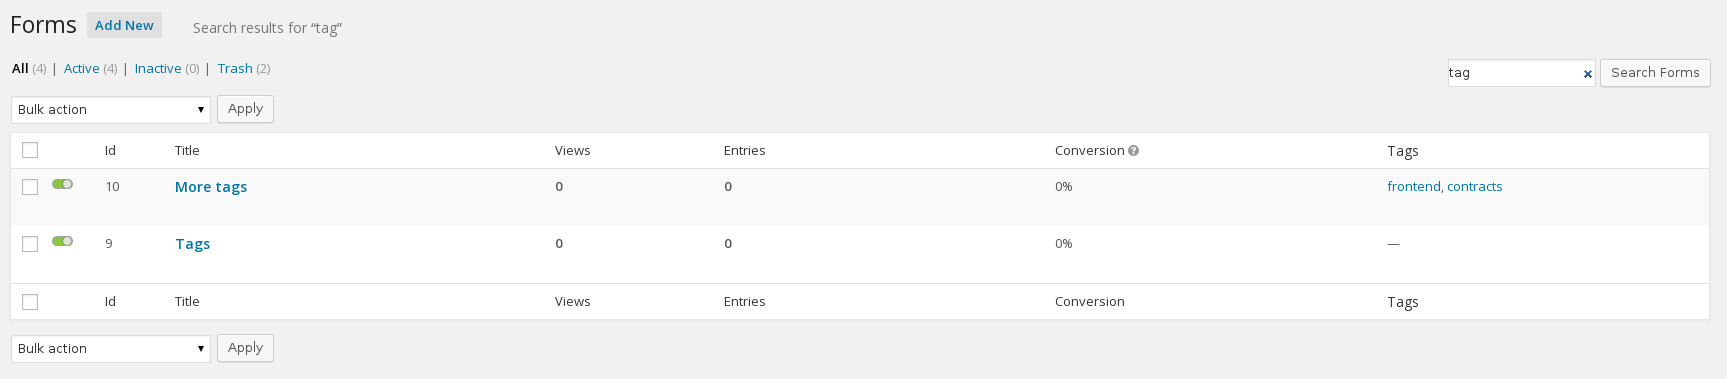 Forms Add New Search results for “tag”
All (4) | Active (4) | Inactive (0) | Trash (2)
tag × Search Forms
Bulk action ▾ Apply
Id Title Views Entries Conversion ? Tags
10 More tags 0 0 0% frontend, contracts
9 Tags 0 0 0% —
Id Title Views Entries Conversion Tags
Bulk action ▾ Apply